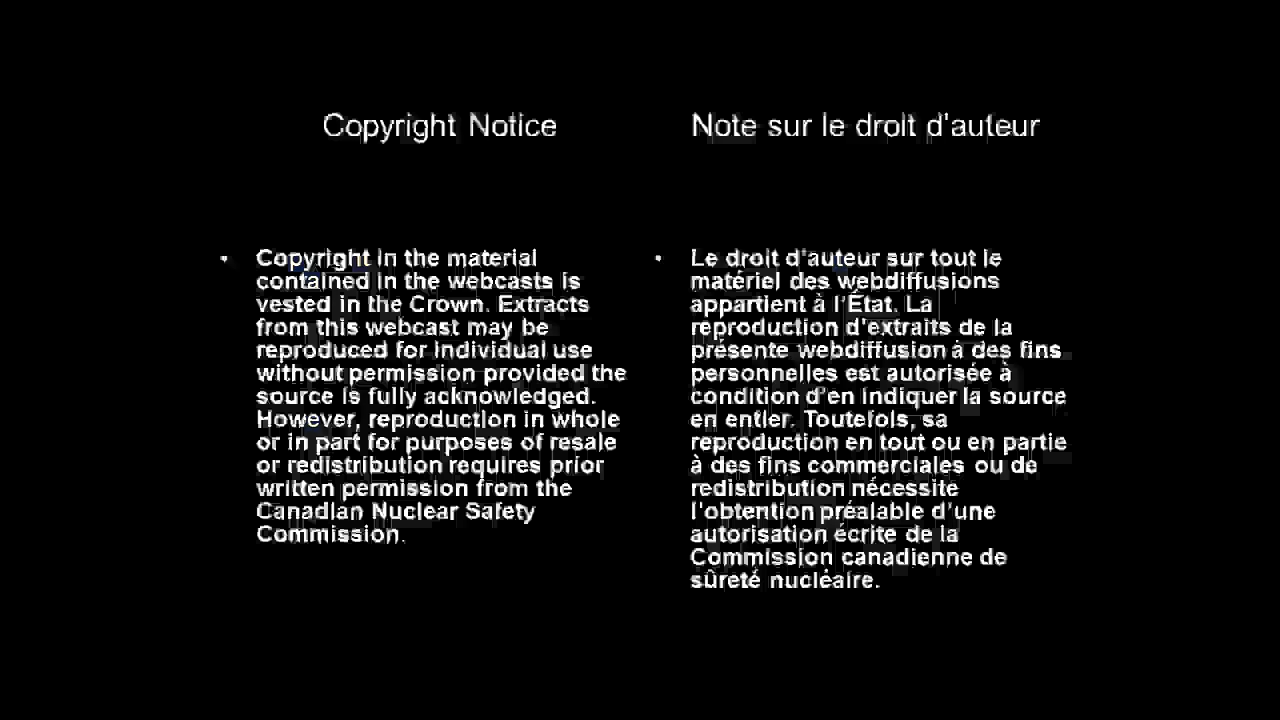 Copyright Notice
• Copyright in the material
contained in the webcasts is
vested in the Crown. Extracts
from this webcast may be
reproduced for individual use
without permission provided the
source is fully acknowledged.
However, reproduction in whole
or in part for purposes of resale
or redistribution requires prior
written permission from the
Canadian Nuclear Safety
Commission.
Note sur le droit d'auteur
• Le droit d'auteur sur tout le
matériel des webdiffusions
appartient à l'État. La
reproduction d'extraits de la
présente webdiffusion à des fins
personnelles est autorisée à
condition d'en indiquer la source
en entier. Toutefois, sa
reproduction en tout ou en partie
à des fins commerciales ou de
redistribution nécessite
l'obtention préalable d'une
autorisation écrite de la
Commission canadienne de
sûreté nucléaire.